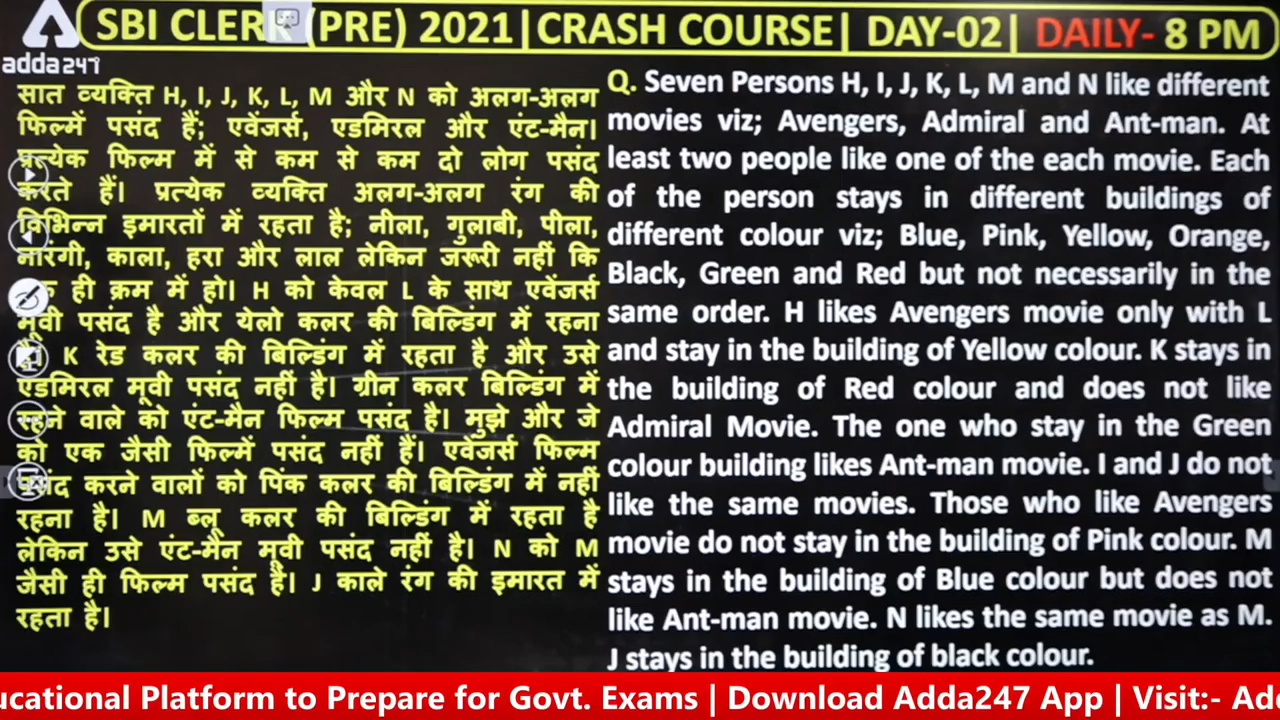 SBI CLERK (PRE) 2021|CRASH COURSE| DAY-02| DAILY- 8 PM
adda247
सात व्यक्ति H, I, J, K, L, M और N को अलग-अलग
फिल्में पसंद हैं; एवेंजर्स, एडमिरल और एंट-मैन।
प्रत्येक फिल्म में से कम से कम दो लोग पसंद
करते हैं। प्रत्येक व्यक्ति अलग-अलग रंग की
विभिन्न इमारतों में रहता है; नीला, गुलाबी, पीला,
नारंगी, काला, हरा और लाल लेकिन जरूरी नहीं कि
ही क्रम में हो। H को केवल L के साथ एवेंजर्स
मूवी पसंद है और येलो कलर की बिल्डिंग में रहना
K रेड कलर की बिल्डिंग में रहता है और उसे
एडमिरल मूवी पसंद नहीं है। ग्रीन कलर बिल्डिंग में
रहने वाले को एंट-मैन फिल्म पसंद है। मुझे और जे
को एक जैसी फिल्में पसंद नहीं हैं। एवेंजर्स फिल्म
पसंद करने वालों को पिंक कलर की बिल्डिंग में नहीं
रहना है। M ब्लू कलर की बिल्डिंग में रहता है
लेकिन उसे एंट-मैन मूवी पसंद नहीं है। N को M
जैसी ही फिल्म पसंद है। J काले रंग की इमारत में
रहता है।
Q. Seven Persons H, I, J, K, L, M and N like different
movies viz; Avengers, Admiral and Ant-man. At
least two people like one of the each movie. Each
of the person stays in different buildings of
different colour viz; Blue, Pink, Yellow, Orange,
Black, Green and Red but not necessarily in the
same order. H likes Avengers movie only with L
and stay in the building of Yellow colour. K stays in
the building of Red colour and does not like
Admiral Movie. The one who stay in the Green
colour building likes Ant-man movie. I and J do not
like the same movies. Those who like Avengers
movie do not stay in the building of Pink colour. M
stays in the building of Blue colour but does not
like Ant-man movie. N likes the same movie as M.
J stays in the building of black colour.
ucational Platform to Prepare for Govt. Exams | Download Adda247 App | Visit:- Ad